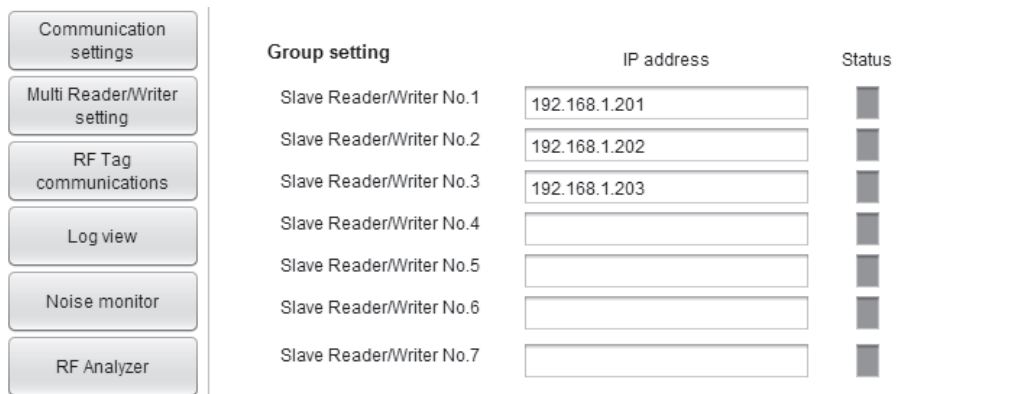 Communication
settings
Multi Reader/Writer
setting
RF Tag
communications
Log view
Noise monitor
RF Analyzer
Group setting IP address Status
Slave Reader/Writer No.1 192.168.1.201
Slave Reader/Writer No.2 192.168.1.202
Slave Reader/Writer No.3 192.168.1.203
Slave Reader/Writer No.4
Slave Reader/Writer No.5
Slave Reader/Writer No.6
Slave Reader/Writer No.7